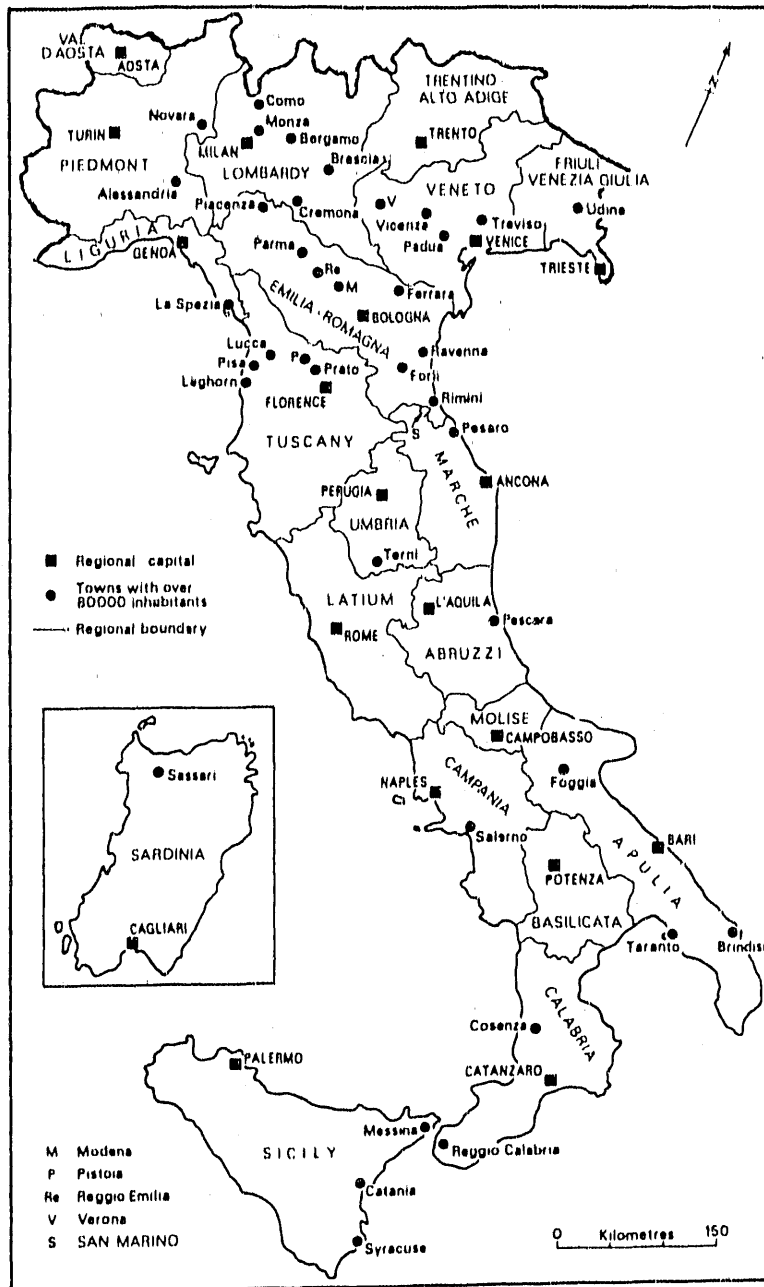 VAL
D'AOSTA
AOSTA
TRENTINO
ALTO ADIGE
N
Como
Novara
Monza
TURIN
Bergamo
MILAN
TRENTO
Brescia
FRIULI
VENEZIA GIULIA
PIEDMONT
LOMBARDY
VENETO
Alessandria
V
Piacenza
Cremona
Vicenza
Treviso
Udine
Padua
VENICE
LIGURIA
GENOA
Parma
TRIESTE
Re
M
Ferrara
EMILIA-ROMAGNA
La Spezia
BOLOGNA
Lucca
P
Ravenna
Pisa
Prato
Forli
Leghorn
FLORENCE
Rimini
S
Pesaro
TUSCANY
MARCHE
PERUGIA
ANCONA
UMBRIA
Terni
Regional capital
Towns with over
80000 inhabitants
Regional boundary
LATIUM
L'AQUILA
ROME
Pescara
ABRUZZI
MOLISE
CAMPOBASSO
NAPLES
CAMPANIA
Foggia
Sassari
Salerno
BARI
SARDINIA
POTENZA
APULIA
BASILICATA
CAGLIARI
Taranto
Brindisi
CALABRIA
Cosenza
PALERMO
CATANZARO
Messina
Reggio Calabria
SICILY
M Modena
P Pistoia
Re Reggio Emilia
V Verona
S SAN MARINO
Catania
Syracuse
0 Kilometres 150